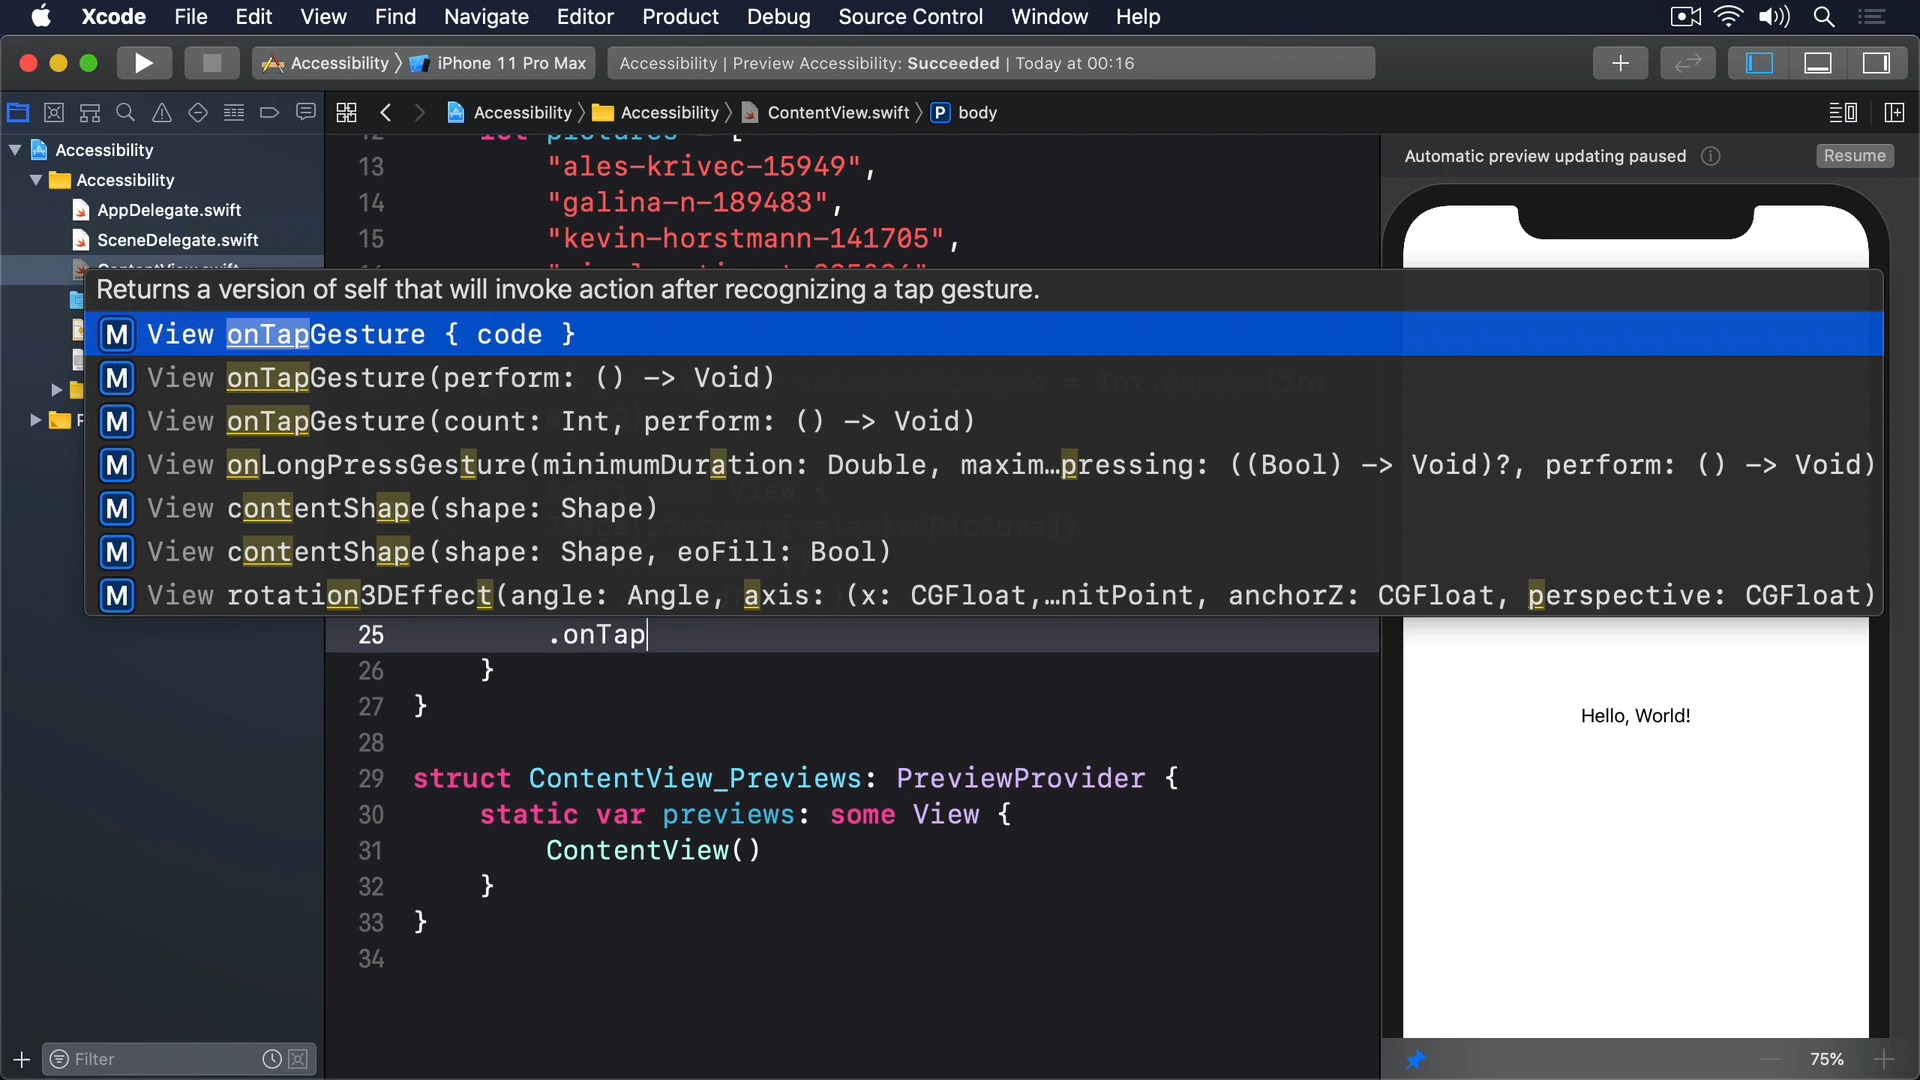 Xcode File Edit View Find Navigate Editor Product Debug Source Control Window Help
Accessibility 〉 iPhone 11 Pro Max
Accessibility | Preview Accessibility: Succeeded | Today at 00:16
Accessibility 〉 Accessibility 〉 ContentView.swift 〉 P body
Accessibility
Accessibility
AppDelegate.swift
SceneDelegate.swift
ContentView.swift
12 let pictures = [
13 "ales-krivec-15949",
14 "galina-n-189483",
15 "kevin-horstmann-141705",
Returns a version of self that will invoke action after recognizing a tap gesture.
M View onTapGesture { code }
M View onTapGesture(perform: () -> Void)
M View onTapGesture(count: Int, perform: () -> Void)
M View onLongPressGesture(minimumDuration: Double, maxim…pressing: ((Bool) -> Void)?, perform: () -> Void)
M View contentShape(shape: Shape)
M View contentShape(shape: Shape, eoFill: Bool)
M View rotation3DEffect(angle: Angle, axis: (x: CGFloat,…nitPoint, anchorZ: CGFloat, perspective: CGFloat)
25 .onTap
26 }
27 }
28
29 struct ContentView_Previews: PreviewProvider {
30 static var previews: some View {
31 ContentView()
32 }
33 }
34
Automatic preview updating paused Resume
Hello, World!
Filter
75%